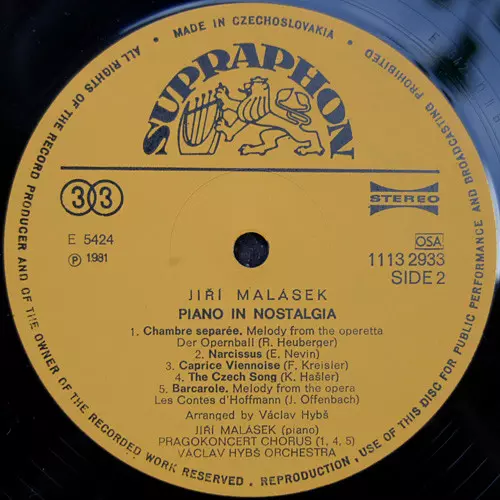 • MADE IN CZECHOSLOVAKIA •
ALL RIGHTS OF THE RECORD PRODUCER AND OF THE OWNER OF THE RECORDED WORK RESERVED • REPRODUCTION, USE OF THIS DISC FOR PUBLIC PERFORMANCE AND BROADCASTING PROHIBITED
SUPRAPHON
33
STEREO
E 5424
OSA
Ⓟ 1981
1113 2933
SIDE 2
JIŘÍ MALÁSEK
PIANO IN NOSTALGIA
1. Chambre separée. Melody from the operetta
Der Opernball (R. Heuberger)
2. Narcissus (E. Nevin)
3. Caprice Viennoise (F. Kreisler)
4. The Czech Song (K. Hašler)
5. Barcarole. Melody from the opera
Les Contes d'Hoffmann (J. Offenbach)
Arranged by Václav Hybš
JIŘÍ MALÁSEK (piano)
PRAGOKONCERT CHORUS (1, 4, 5)
VÁCLAV HYBŠ ORCHESTRA